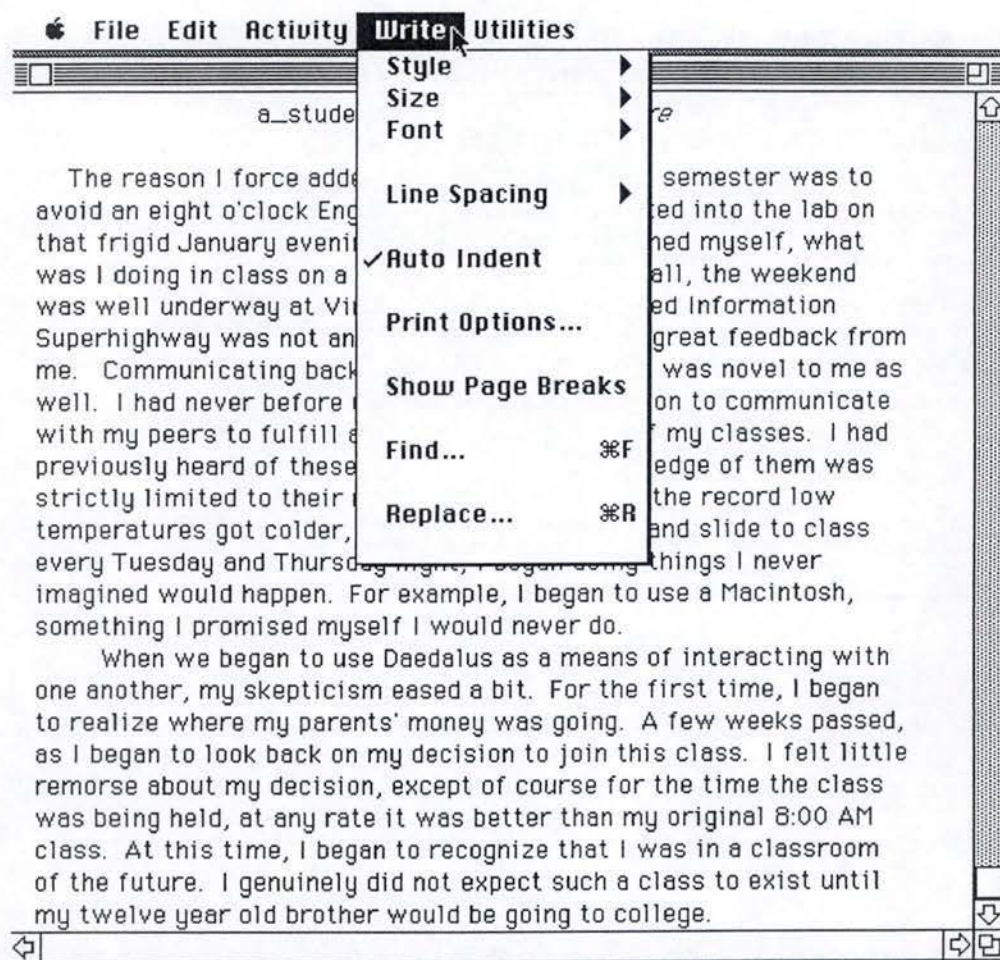 File Edit Activity Write Utilities
Style
Size
Font
Line Spacing
✓Auto Indent
Print Options...
Show Page Breaks
Find... ⌘F
Replace... ⌘R
a_stude re
The reason I force adde semester was to
avoid an eight o'clock Eng ted into the lab on
that frigid January eveni ned myself, what
was I doing in class on a all, the weekend
was well underway at Vi ed Information
Superhighway was not an great feedback from
me. Communicating back was novel to me as
well. I had never before on to communicate
with my peers to fulfill my classes. I had
previously heard of these edge of them was
strictly limited to their the record low
temperatures got colder, and slide to class
every Tuesday and Thursday night, I began doing things I never
imagined would happen. For example, I began to use a Macintosh,
something I promised myself I would never do.
When we began to use Daedalus as a means of interacting with
one another, my skepticism eased a bit. For the first time, I began
to realize where my parents' money was going. A few weeks passed,
as I began to look back on my decision to join this class. I felt little
remorse about my decision, except of course for the time the class
was being held, at any rate it was better than my original 8:00 AM
class. At this time, I began to recognize that I was in a classroom
of the future. I genuinely did not expect such a class to exist until
my twelve year old brother would be going to college.